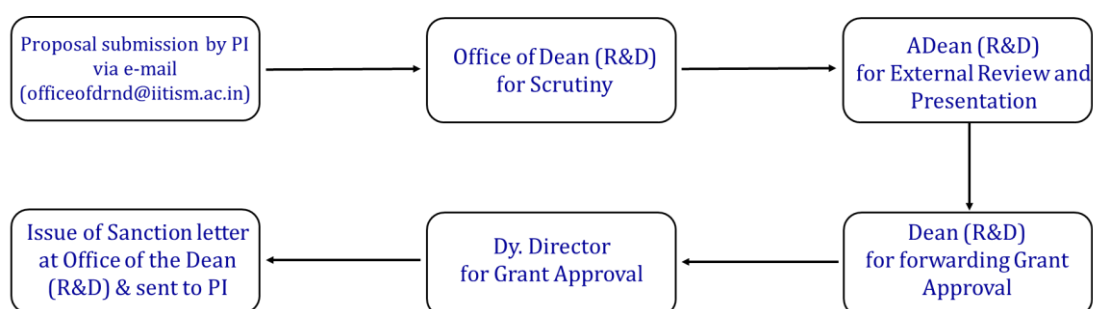 Proposal submission by PI
via e-mail
(officeofdrnd@iitism.ac.in)
Office of Dean (R&D)
for Scrutiny
ADean (R&D)
for External Review and
Presentation
Dean (R&D)
for forwarding Grant
Approval
Dy. Director
for Grant Approval
Issue of Sanction letter
at Office of the Dean
(R&D) & sent to PI